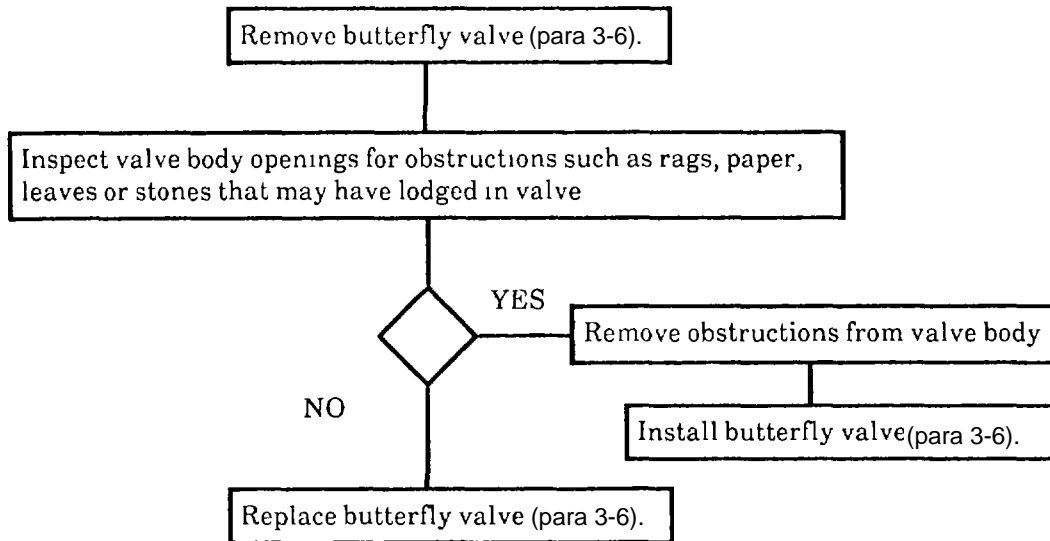 Remove butterfly valve (para 3-6).
Inspect valve body openings for obstructions such as rags, paper,
leaves or stones that may have lodged in valve
YES
Remove obstructions from valve body
NO
Install butterfly valve (para 3-6).
Replace butterfly valve (para 3-6).